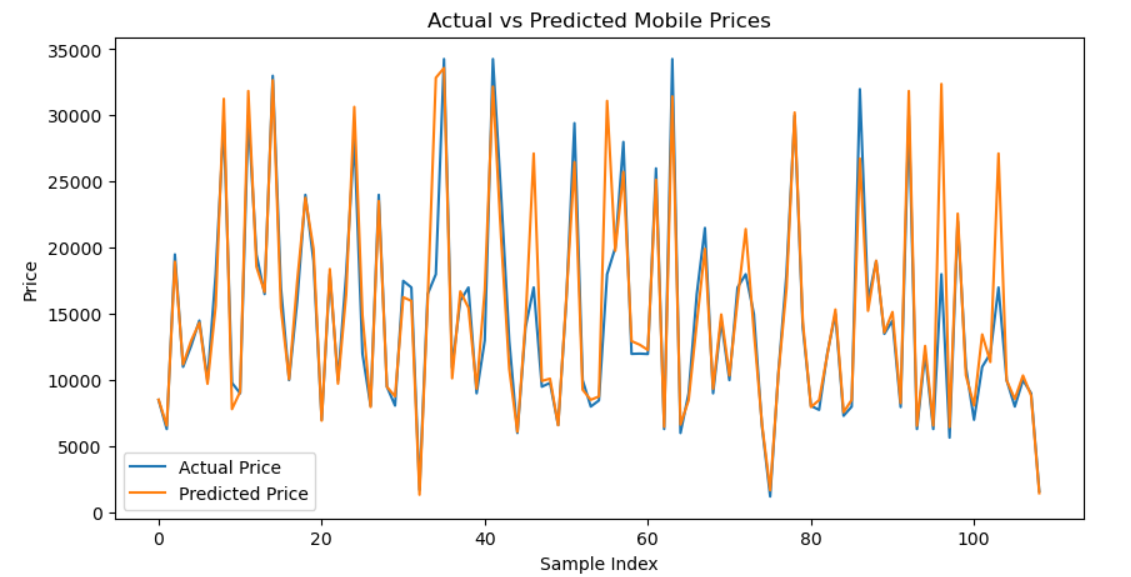 Actual vs Predicted Mobile Prices
35000
30000
25000
20000
15000
10000
5000
0
Price
Actual Price
Predicted Price
0 20 40 60 80 100
Sample Index